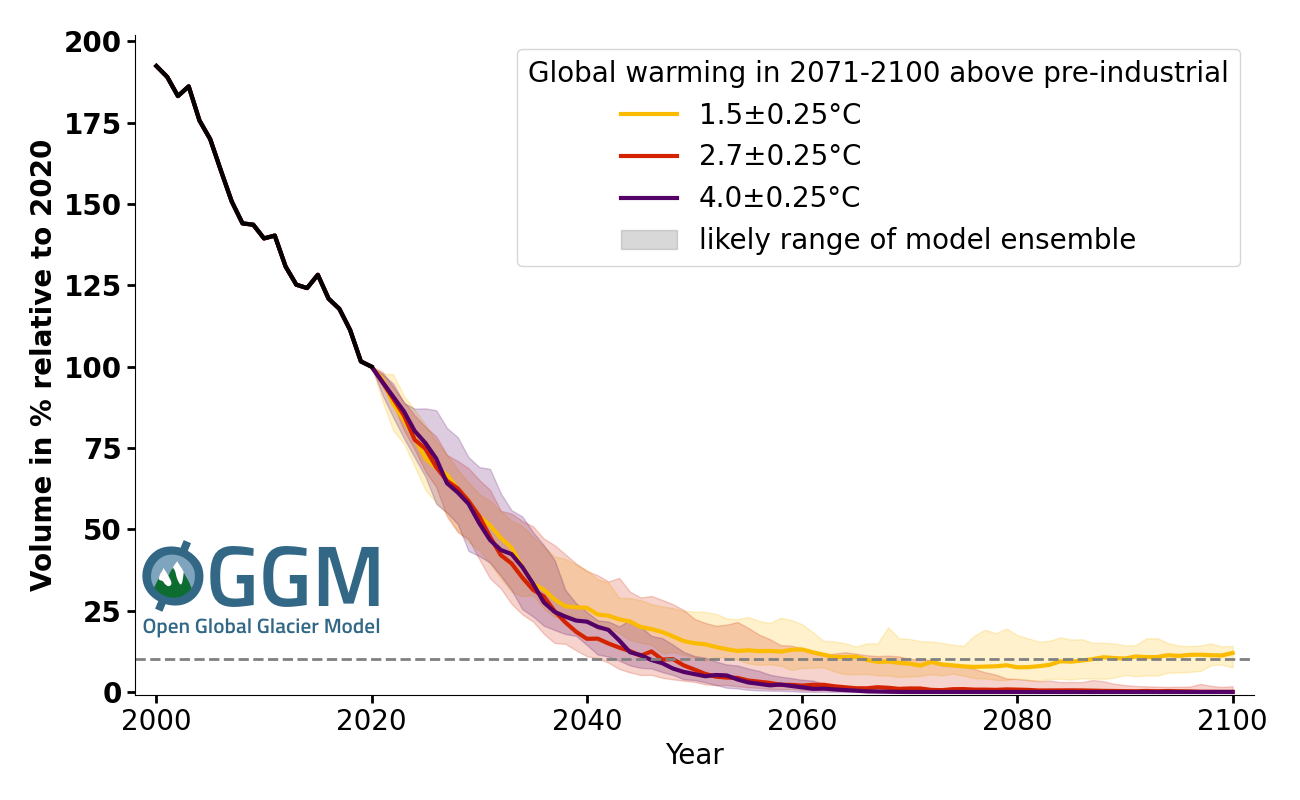 Volume in % relative to 2020
200
175
150
125
100
75
50
25
0
Global warming in 2071-2100 above pre-industrial
1.5±0.25°C
2.7±0.25°C
4.0±0.25°C
likely range of model ensemble
OGGM
Open Global Glacier Model
2000 2020 2040 2060 2080 2100
Year